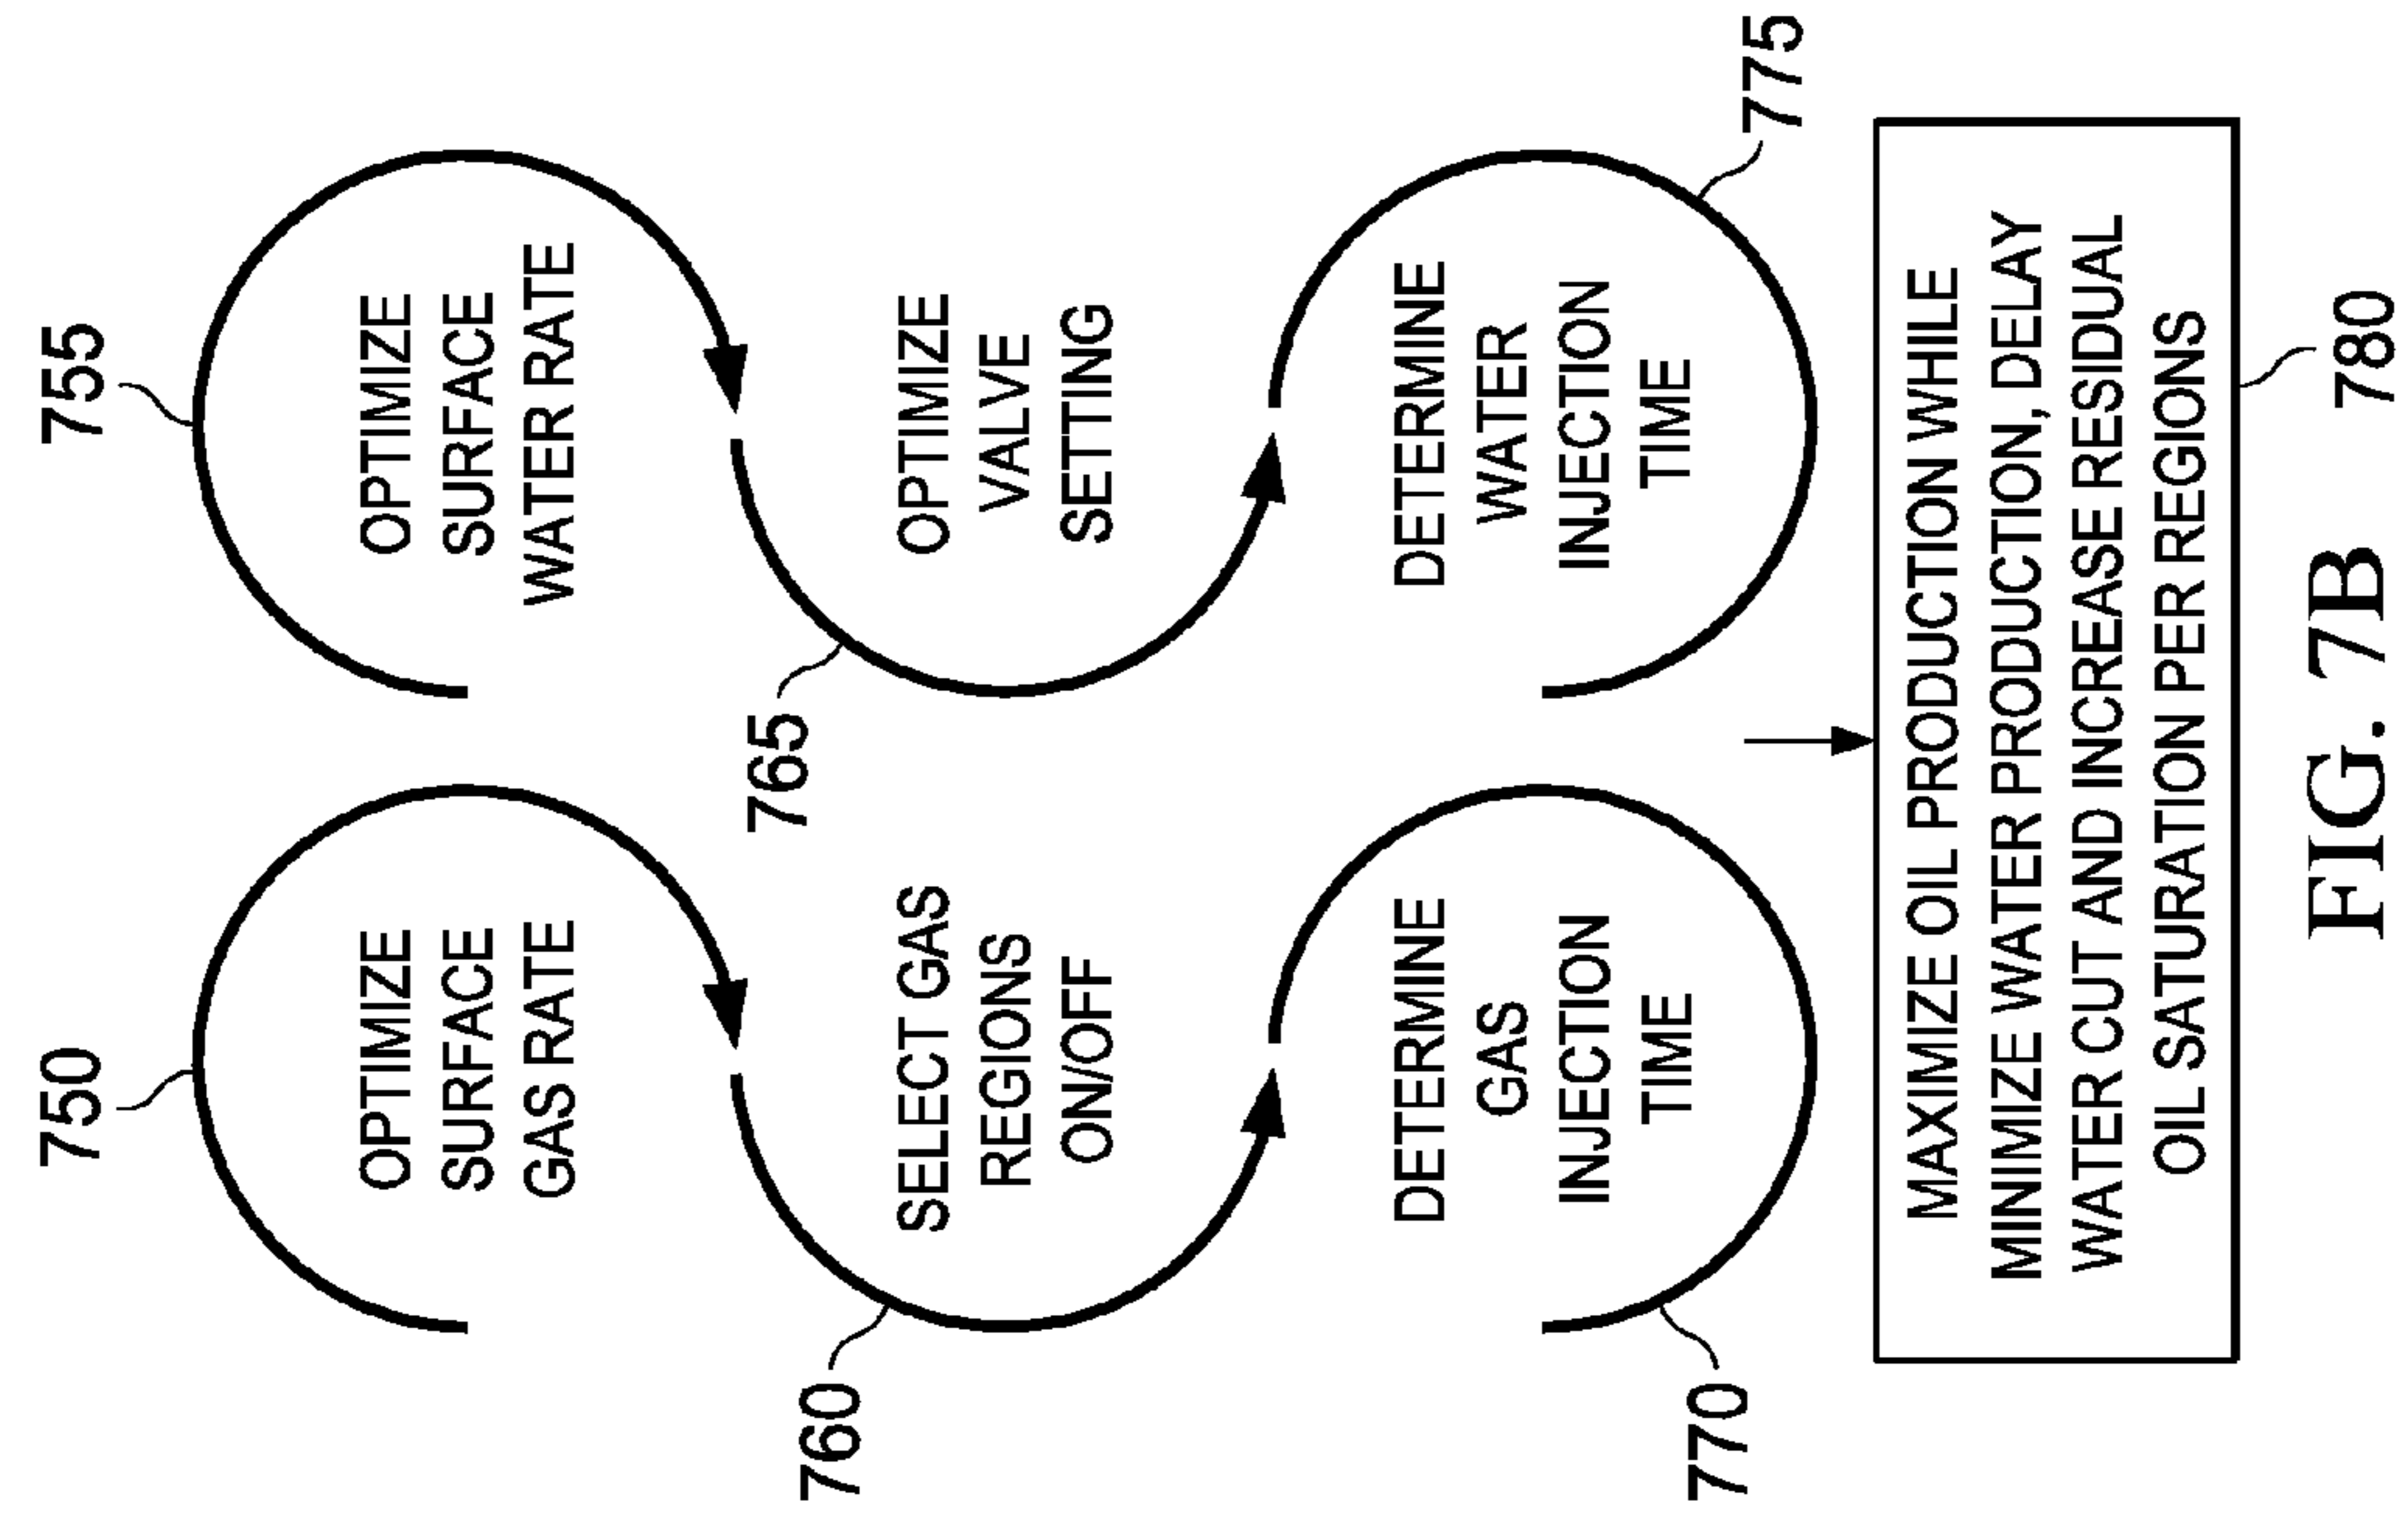 750
OPTIMIZE
SURFACE
GAS RATE
755
OPTIMIZE
SURFACE
WATER RATE
760
SELECT GAS
REGIONS
ON/OFF
765
OPTIMIZE
VALVE
SETTING
770
DETERMINE
GAS
INJECTION
TIME
775
DETERMINE
WATER
INJECTION
TIME
MAXIMIZE OIL PRODUCTION WHILE
MINIMIZE WATER PRODUCTION, DELAY
WATER CUT AND INCREASE RESIDUAL
OIL SATURATION PER REGIONS
780
FIG. 7B